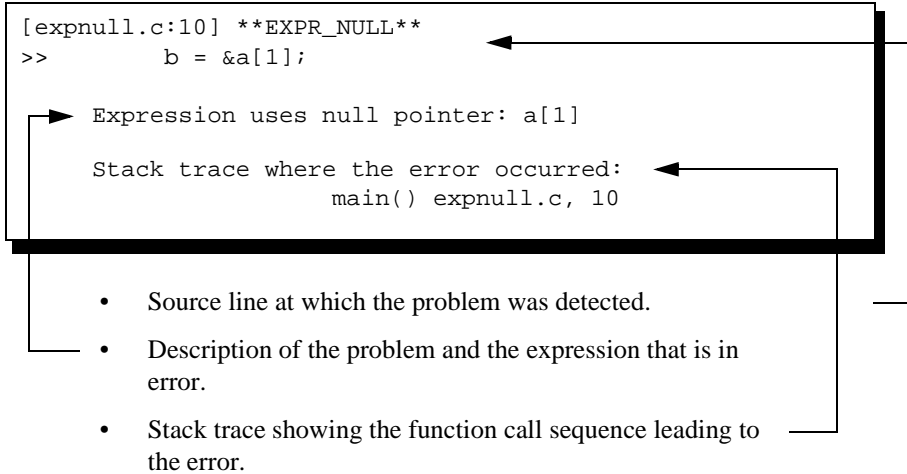 [expnull.c:10] **EXPR_NULL**
>> b = &a[1];
Expression uses null pointer: a[1]
Stack trace where the error occurred:
main() expnull.c, 10
• Source line at which the problem was detected.
• Description of the problem and the expression that is in
error.
• Stack trace showing the function call sequence leading to
the error.